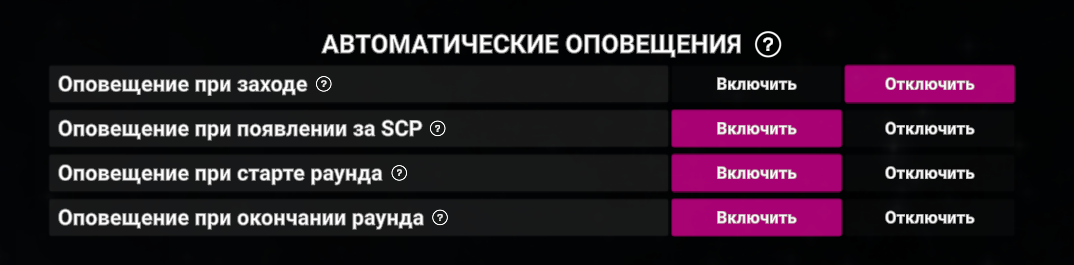 АВТОМАТИЧЕСКИЕ ОПОВЕЩЕНИЯ ?
Оповещение при заходе ? Включить Отключить
Оповещение при появлении за SCP ? Включить Отключить
Оповещение при старте раунда ? Включить Отключить
Оповещение при окончании раунда ? Включить Отключить